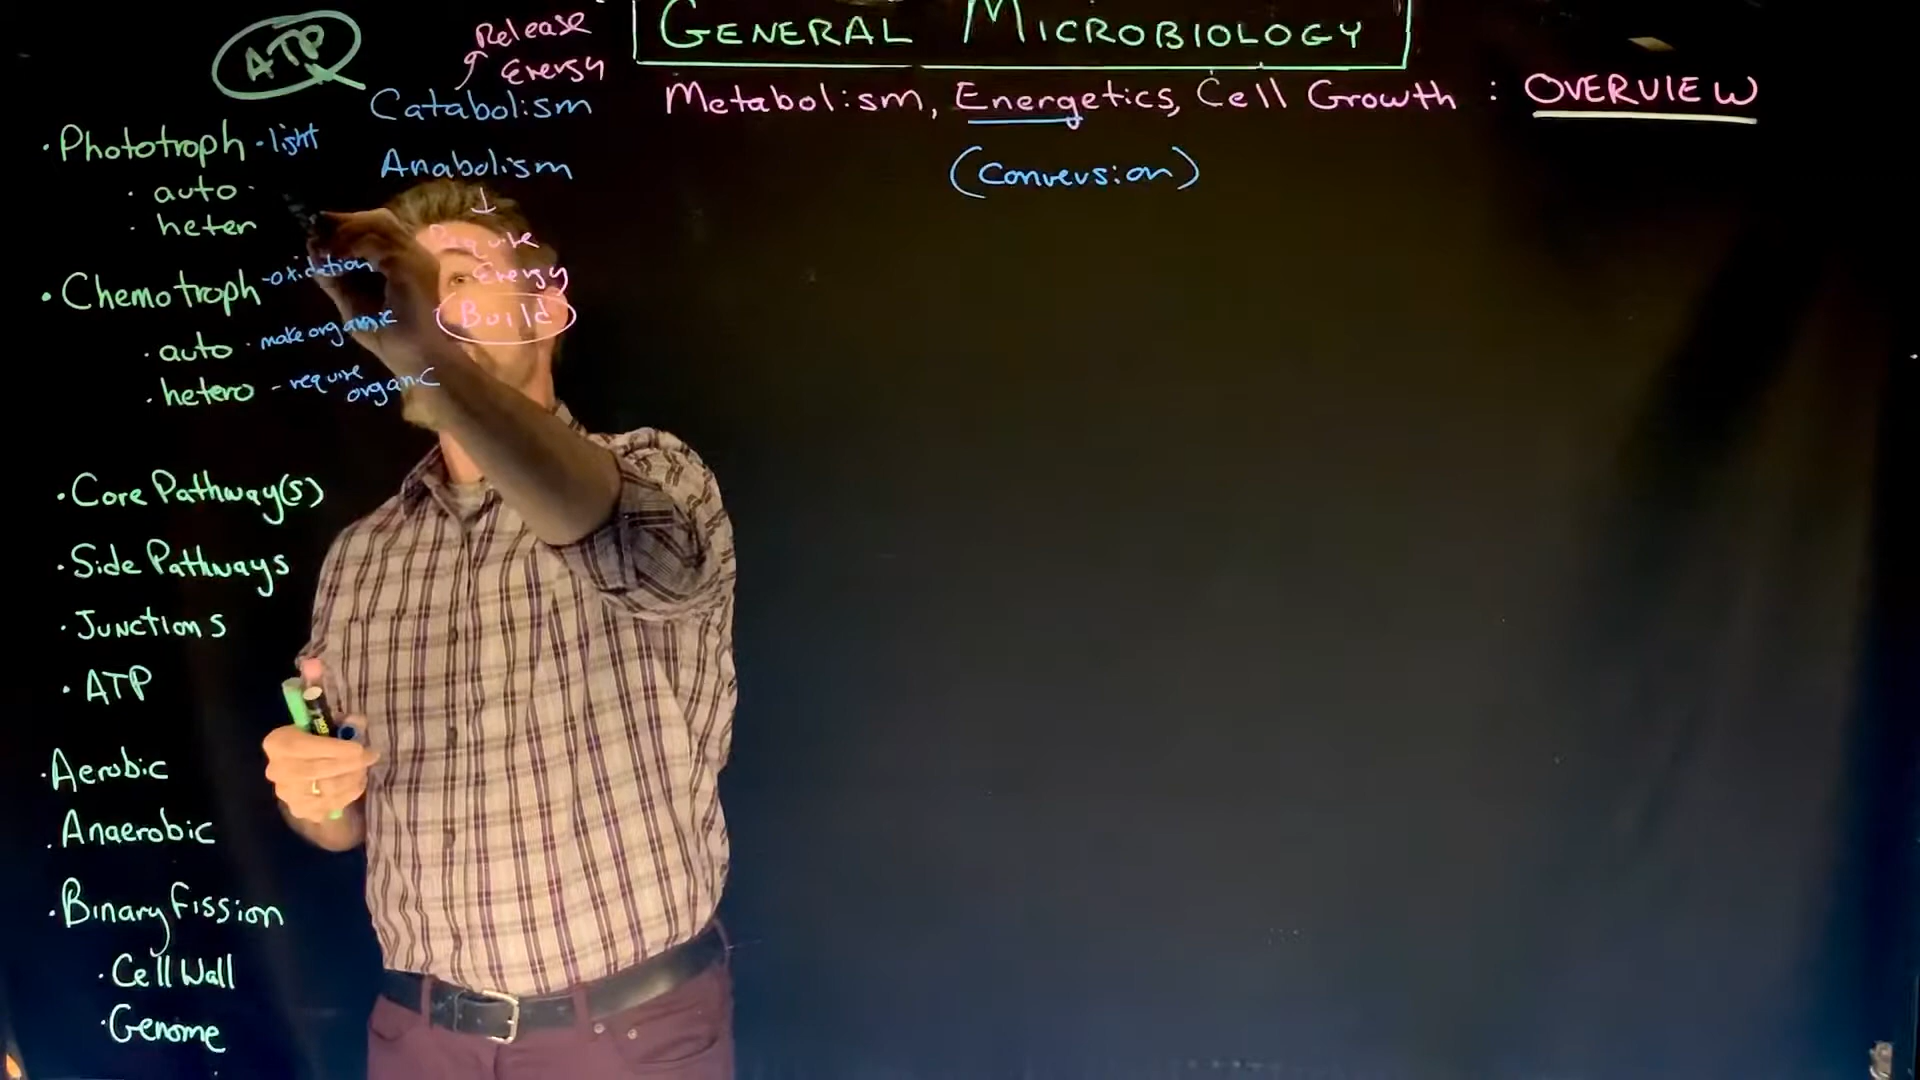 GENERAL MICROBIOLOGY
Metabolism, Energetics, Cell Growth : OVERVIEW
(Conversion)
ATP
Release
Energy
Catabolism
Anabolism
Require
Energy
Build
· Phototroph - light
· auto ·
· heter
· Chemotroph - oxidation
· auto · make organic
· hetero - require
organic
· Core Pathway(s)
· Side Pathways
· Junctions
· ATP
· Aerobic
· Anaerobic
· Binary Fission
· Cell Wall
· Genome